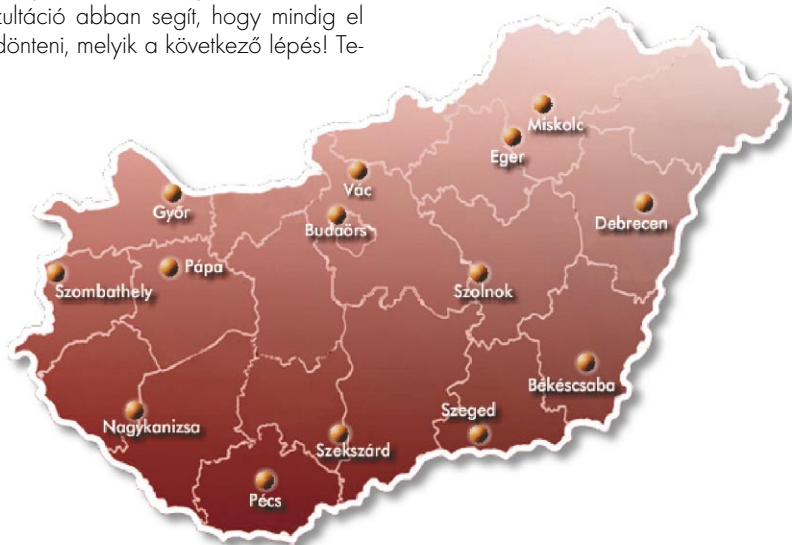 zultáció abban segít, hogy mindig el
dönteni, melyik a következő lépés! Te-
Miskolc
Eger
Vác
Győr
Budaörs
Debrecen
Pápa
Szombathely
Szolnok
Békéscsaba
Nagykanizsa
Szeged
Szekszárd
Pécs